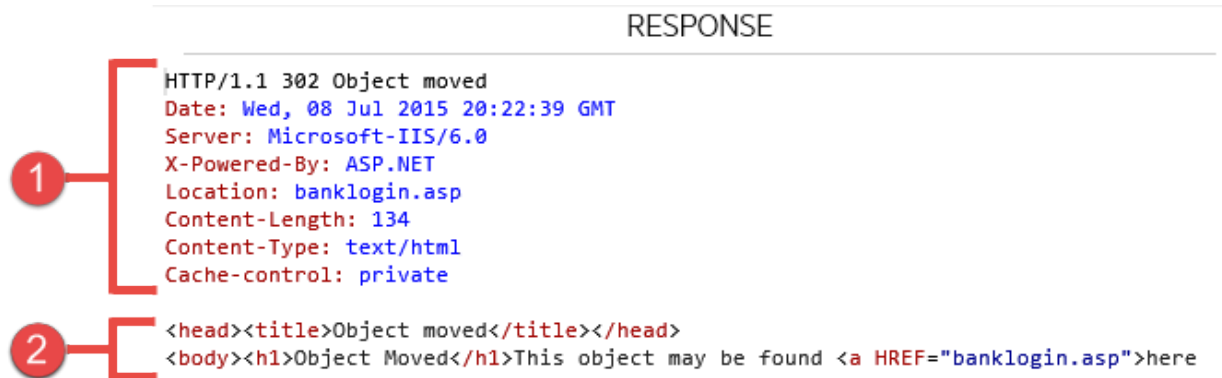 RESPONSE
1
HTTP/1.1 302 Object moved
Date: Wed, 08 Jul 2015 20:22:39 GMT
Server: Microsoft-IIS/6.0
X-Powered-By: ASP.NET
Location: banklogin.asp
Content-Length: 134
Content-Type: text/html
Cache-control: private
2
<head><title>Object moved</title></head>
<body><h1>Object Moved</h1>This object may be found <a HREF="banklogin.asp">here